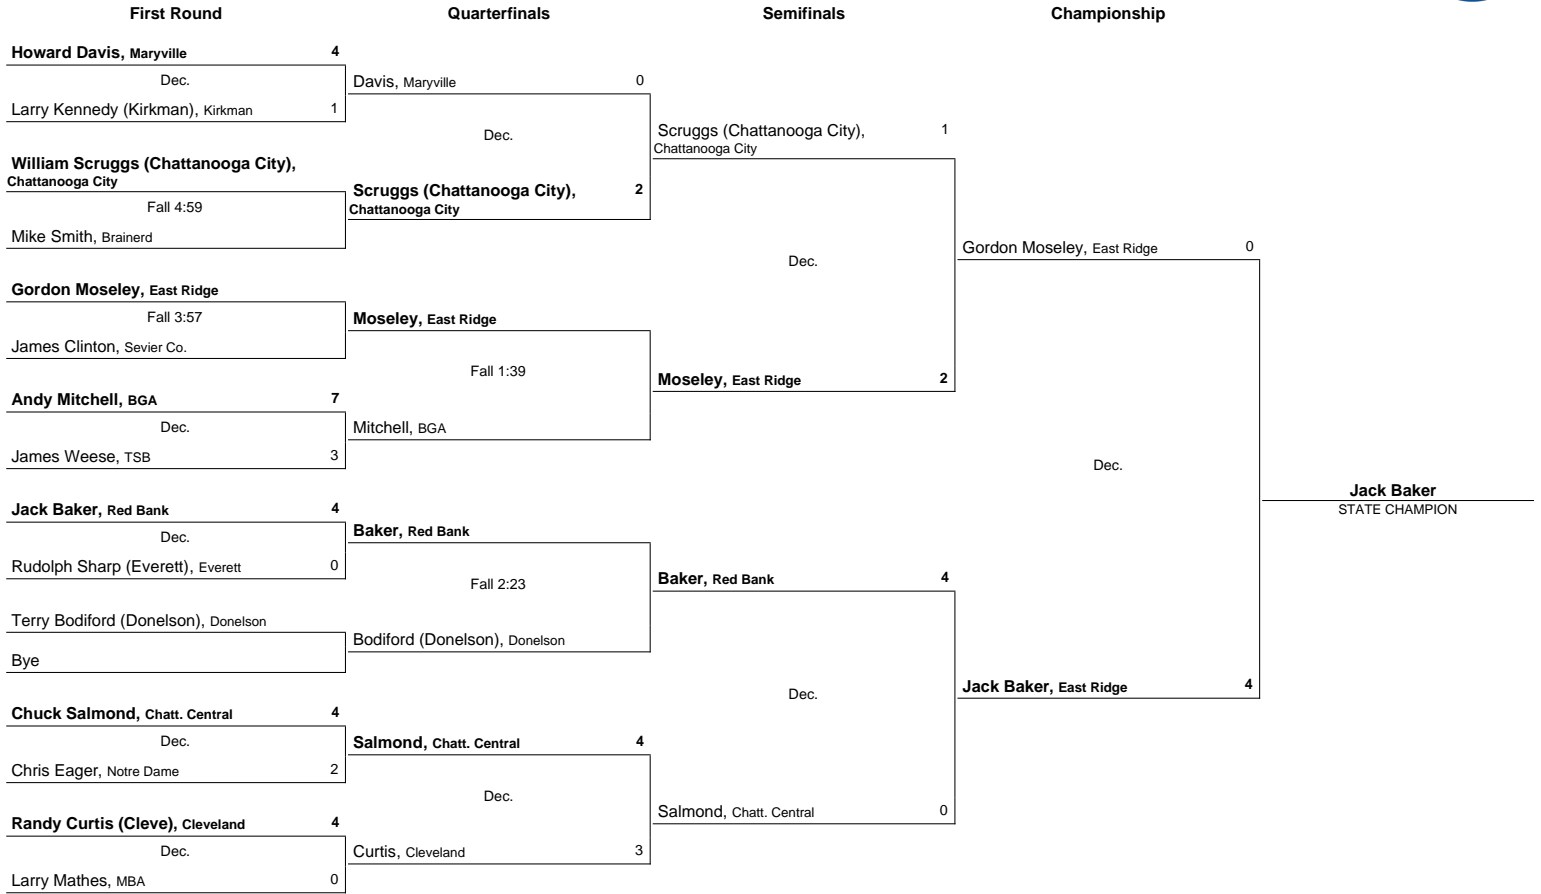 First Round
Quarterfinals
Semifinals
Championship
Howard Davis, Maryville 4
Dec.
Larry Kennedy (Kirkman), Kirkman 1
William Scruggs (Chattanooga City),
Chattanooga City
Fall 4:59
Mike Smith, Brainerd
Gordon Moseley, East Ridge
Fall 3:57
James Clinton, Sevier Co.
Andy Mitchell, BGA 7
Dec.
James Weese, TSB 3
Jack Baker, Red Bank 4
Dec.
Rudolph Sharp (Everett), Everett 0
Terry Bodiford (Donelson), Donelson
Bye
Chuck Salmond, Chatt. Central 4
Dec.
Chris Eager, Notre Dame 2
Randy Curtis (Cleve), Cleveland 4
Dec.
Larry Mathes, MBA 0
Davis, Maryville 0
Dec.
Scruggs (Chattanooga City), 2
Chattanooga City
Moseley, East Ridge
Fall 1:39
Mitchell, BGA
Baker, Red Bank
Fall 2:23
Bodiford (Donelson), Donelson
Salmond, Chatt. Central 4
Dec.
Curtis, Cleveland 3
Scruggs (Chattanooga City), 1
Chattanooga City
Dec.
Moseley, East Ridge 2
Baker, Red Bank 4
Dec.
Salmond, Chatt. Central 0
Gordon Moseley, East Ridge 0
Dec.
Jack Baker, East Ridge 4
Jack Baker
STATE CHAMPION